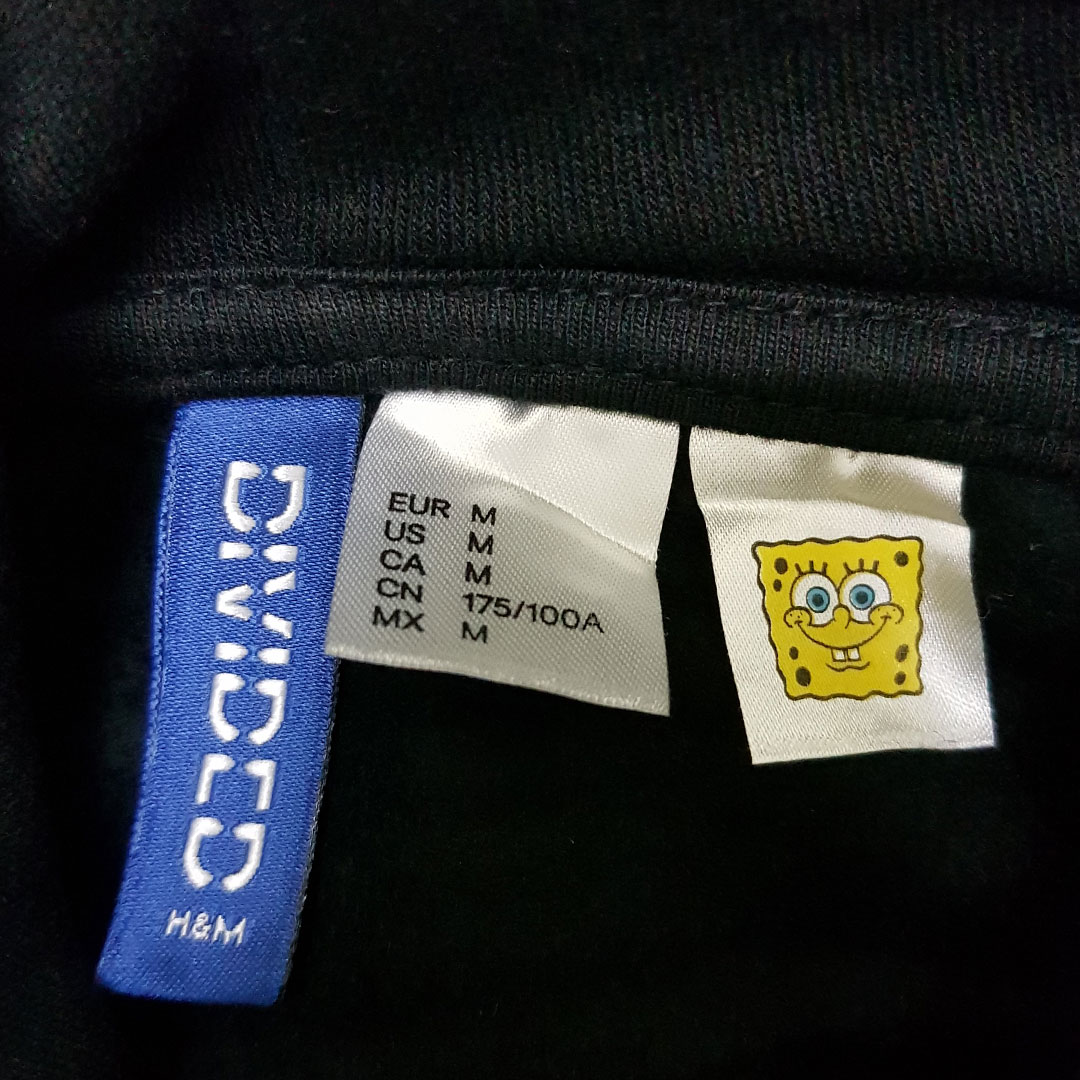 DIVIDED
H&M
EUR M
US M
CA M
CN 175/100A
MX M